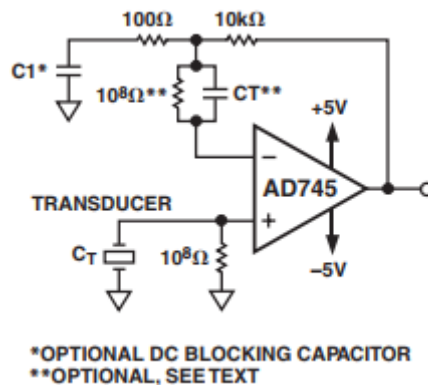 100Ω 10kΩ
C1*
10⁸Ω** CT**
+5V
−
AD745
TRANSDUCER
+
C_T 10⁸Ω
−5V
*OPTIONAL DC BLOCKING CAPACITOR
**OPTIONAL, SEE TEXT